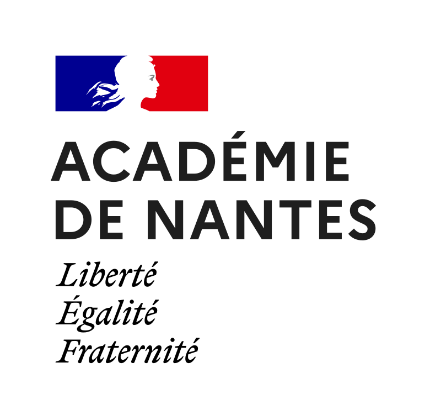 ACADÉMIE
DE NANTES
Liberté
Égalité
Fraternité